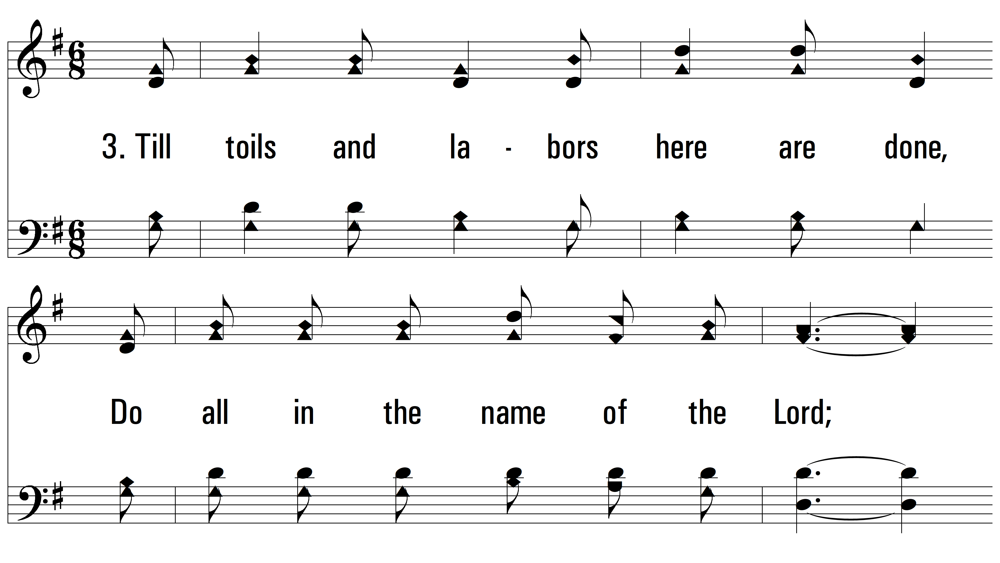 3. Till toils and la - bors here are done,
Do all in the name of the Lord;